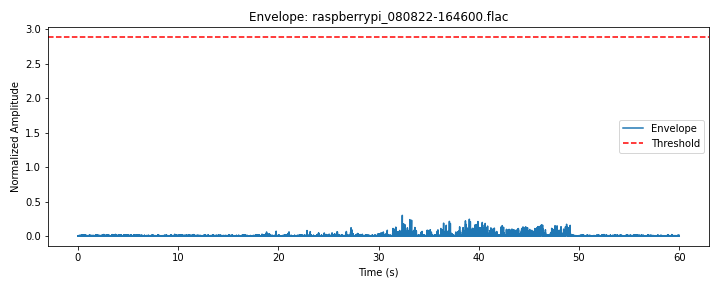 Envelope: raspberrypi_080822-164600.flac
Normalized Amplitude
3.0
2.5
2.0
1.5
1.0
0.5
0.0
Envelope
Threshold
0 10 20 30 40 50 60
Time (s)